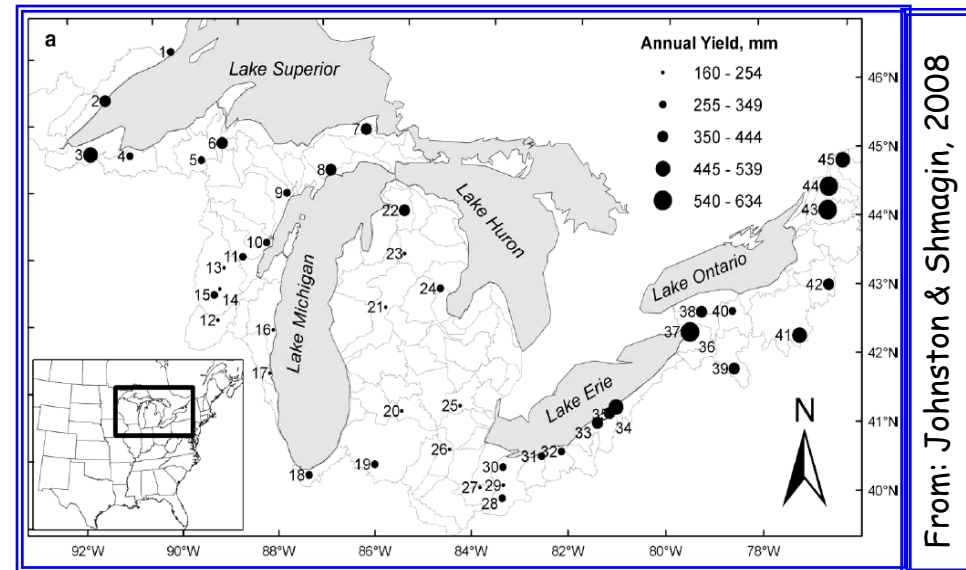 a
Annual Yield, mm
160 - 254
255 - 349
350 - 444
445 - 539
540 - 634
Lake Superior
Lake Michigan
Lake Huron
Lake Ontario
Lake Erie
1
2
3
4
5
6
7
8
9
10
11
13
14
15
12
16
17
18
19
20
21
22
23
24
25
26
27
28
29
30
31
32
33
34
35
36
37
38
39
40
41
42
43
44
45
N
46°N
45°N
44°N
43°N
42°N
41°N
40°N
92°W
90°W
88°W
86°W
84°W
82°W
80°W
78°W
From: Johnston & Shmagin, 2008